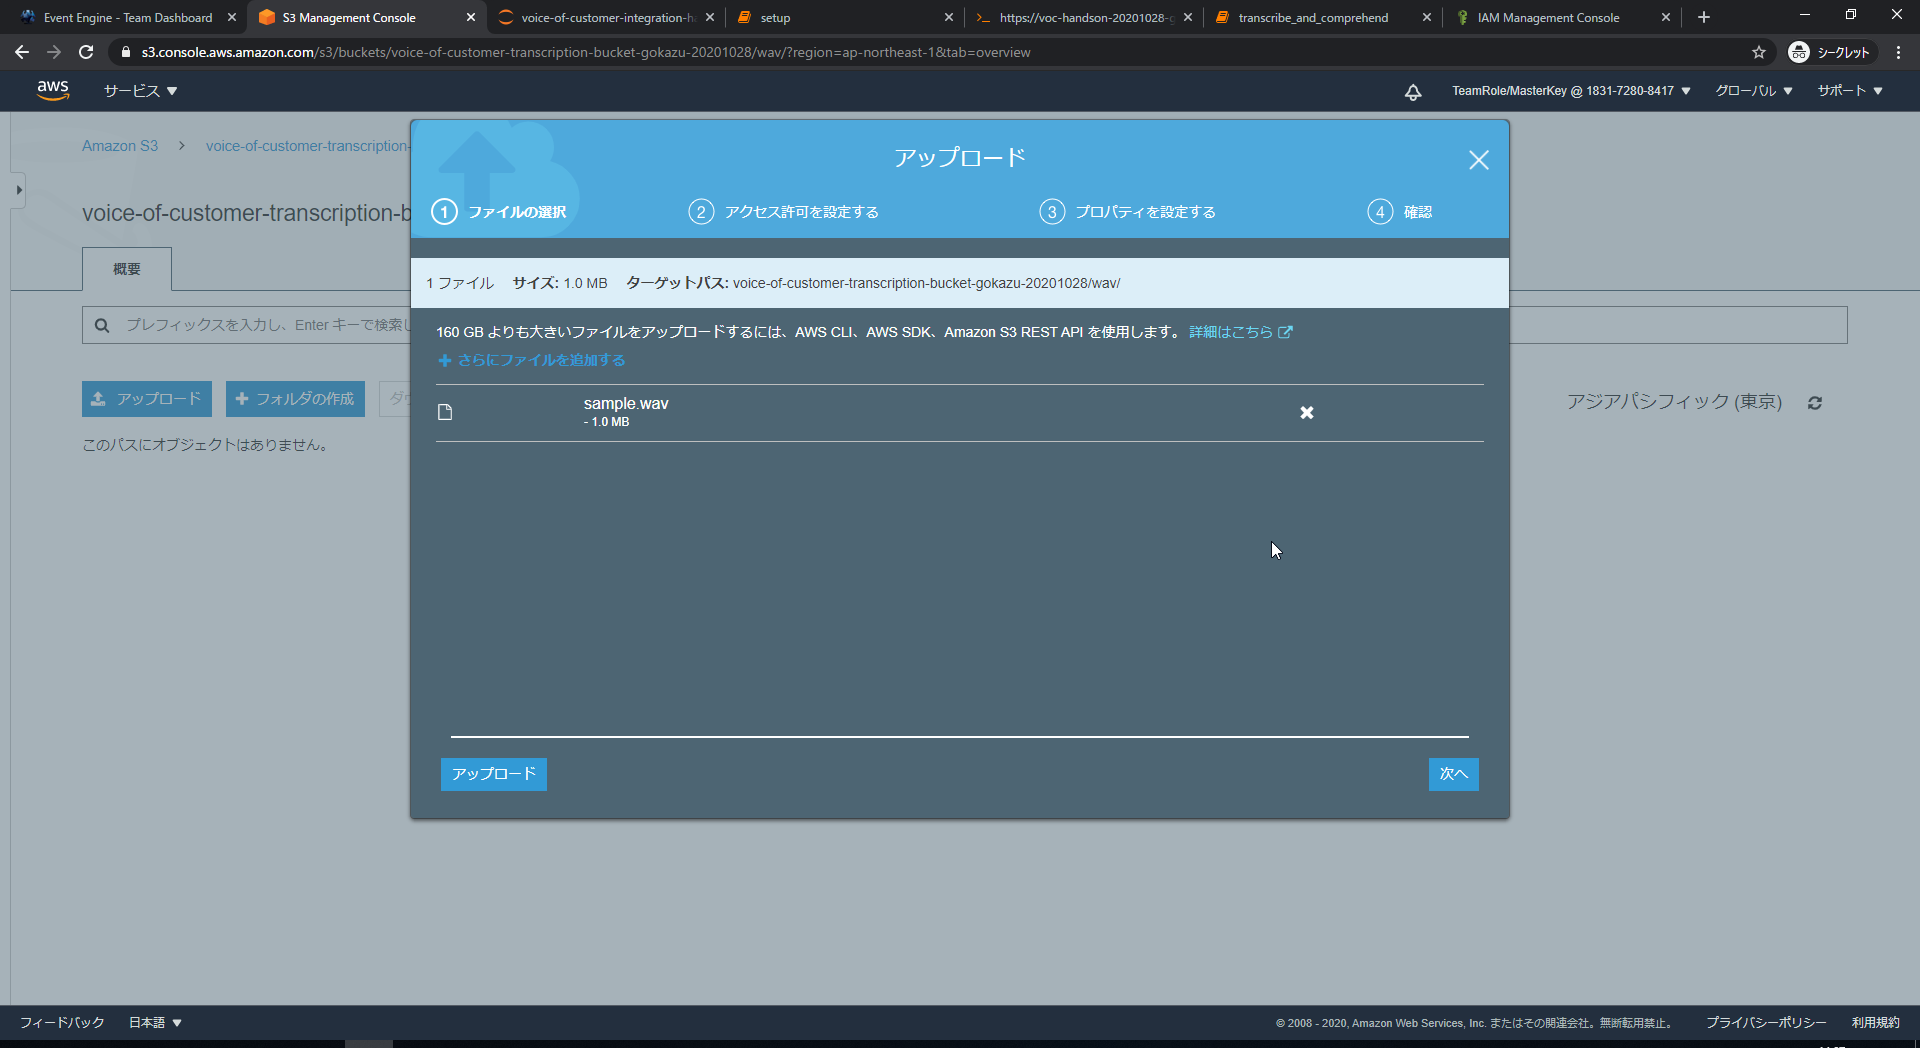 Event Engine - Team Dashboard
S3 Management Console
voice-of-customer-integration-ha
setup
https://voc-handson-20201028-g
transcribe_and_comprehend
IAM Management Console
s3.console.aws.amazon.com/s3/buckets/voice-of-customer-transcription-bucket-gokazu-20201028/wav/?region=ap-northeast-1&tab=overview
シークレット
aws
サービス
TeamRole/MasterKey @ 1831-7280-8417
グローバル
サポート
Amazon S3
voice-of-customer-transcription-
アップロード
1 ファイルの選択
2 アクセス許可を設定する
3 プロパティを設定する
4 確認
voice-of-customer-transcription-b
概要
1 ファイル サイズ: 1.0 MB ターゲットパス: voice-of-customer-transcription-bucket-gokazu-20201028/wav/
プレフィックスを入力し、Enter キーで検索し
160 GB よりも大きいファイルをアップロードするには、AWS CLI、AWS SDK、Amazon S3 REST API を使用します。 詳細はこちら
さらにファイルを追加する
アップロード
フォルダの作成
ダウ
アジアパシフィック (東京)
sample.wav
- 1.0 MB
このパスにオブジェクトはありません。
アップロード
次へ
フィードバック
日本語
© 2008 - 2020, Amazon Web Services, Inc. またはその関連会社。無断転用禁止。
プライバシーポリシー
利用規約